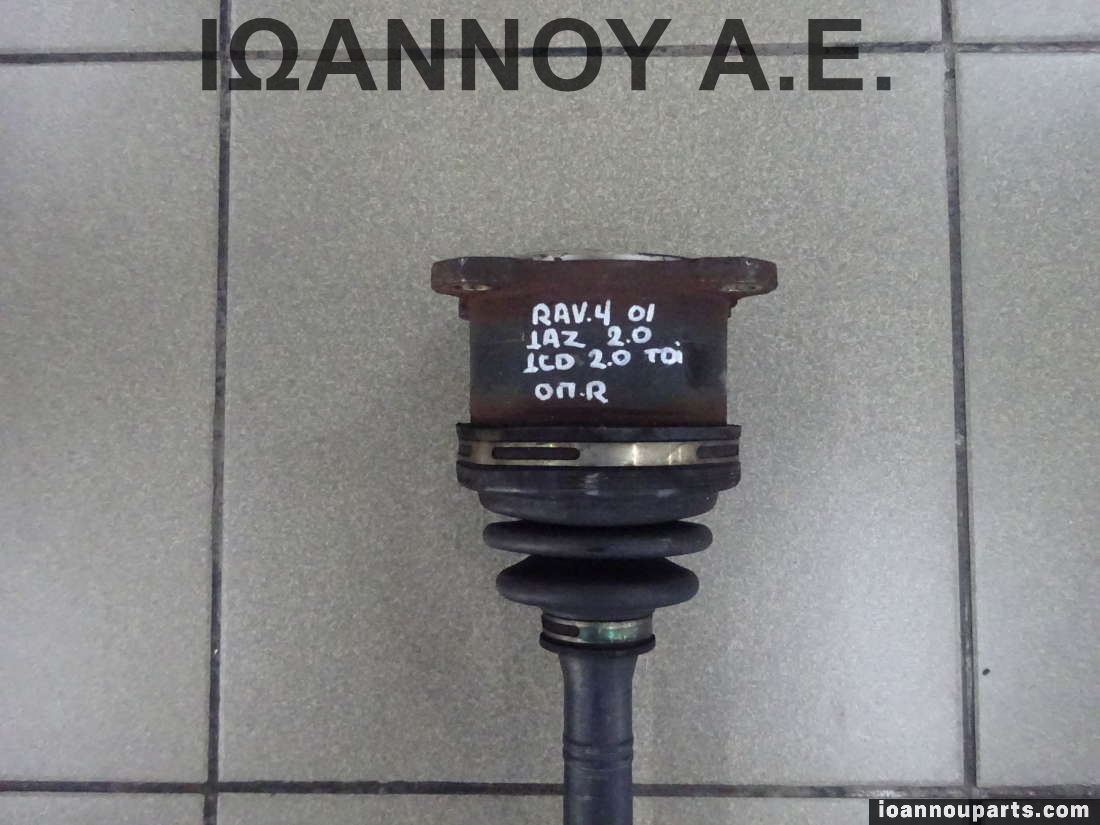 ΙΩΑΝΝΟΥ Α.Ε.
RAV.4 01
1AZ 2.0
1CD 2.0 TDi
ΟΠ.R
ioannouparts.com